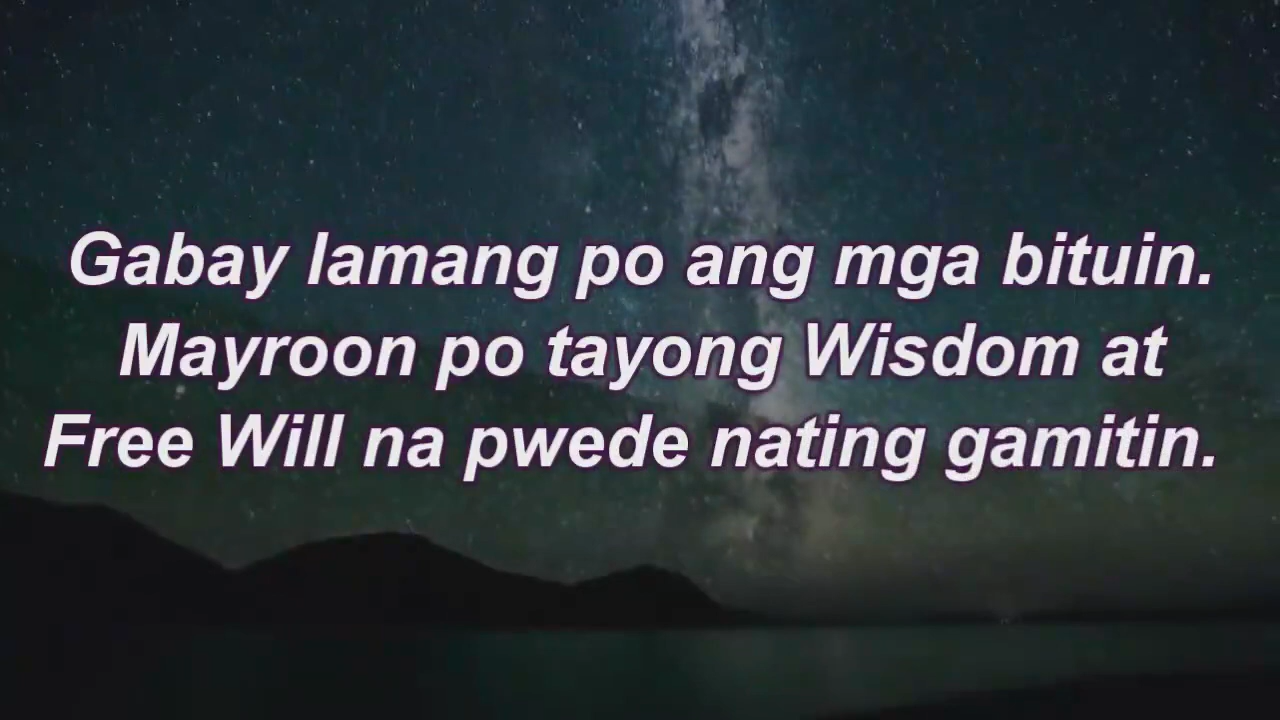 Gabay lamang po ang mga bituin.
Mayroon po tayong Wisdom at
Free Will na pwede nating gamitin.